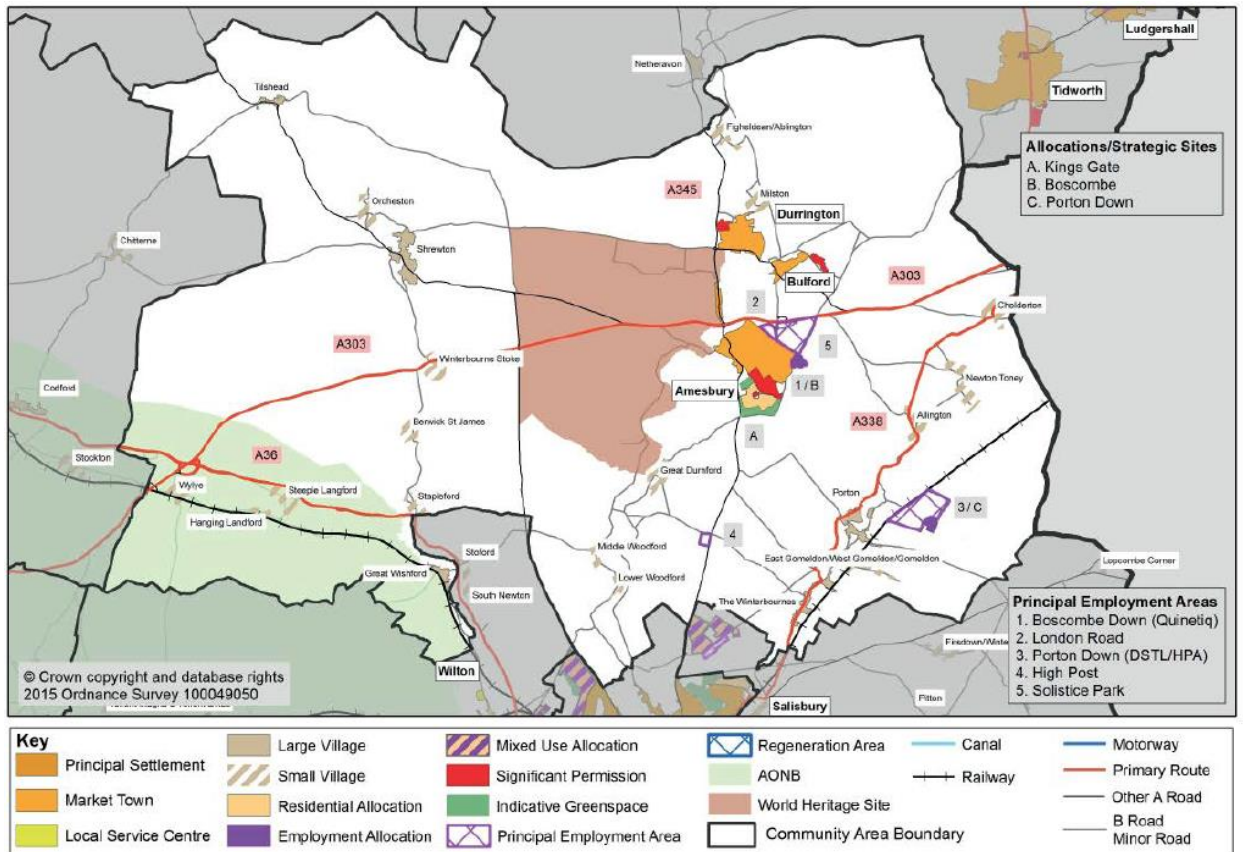 Ludgershall
Netheravon
Tidworth
Tilshead
Figheldean/Ablington
Allocations/Strategic Sites
A. Kings Gate
B. Boscombe
C. Porton Down
A345
Milston
Orcheston
Durrington
Chitterne
Shrewton
Bulford
A303
2
Cholderton
A303
5
Winterbourne Stoke
1 / B
Newton Toney
Codford
Amesbury
Berwick St James
A
A338
Allington
A36
Stockton
Great Durnford
Wylye
Steeple Langford
Stapleford
Porton
3 / C
Hanging Landford
4
Middle Woodford
Stoford
East Gomeldon/West Gomeldon/Gomeldon
Lopcombe Corner
Great Wishford
Lower Woodford
South Newton
The Winterbournes
Principal Employment Areas
1. Boscombe Down (Quinetiq)
2. London Road
3. Porton Down (DSTL/HPA)
4. High Post
5. Solistice Park
Wilton
© Crown copyright and database rights
2015 Ordnance Survey 100049050
Salisbury
Pitton
Key
Principal Settlement
Market Town
Local Service Centre
Large Village
Small Village
Residential Allocation
Employment Allocation
Mixed Use Allocation
Significant Permission
Indicative Greenspace
Principal Employment Area
Regeneration Area
AONB
World Heritage Site
Community Area Boundary
Canal
Railway
Motorway
Primary Route
Other A Road
B Road
Minor Road